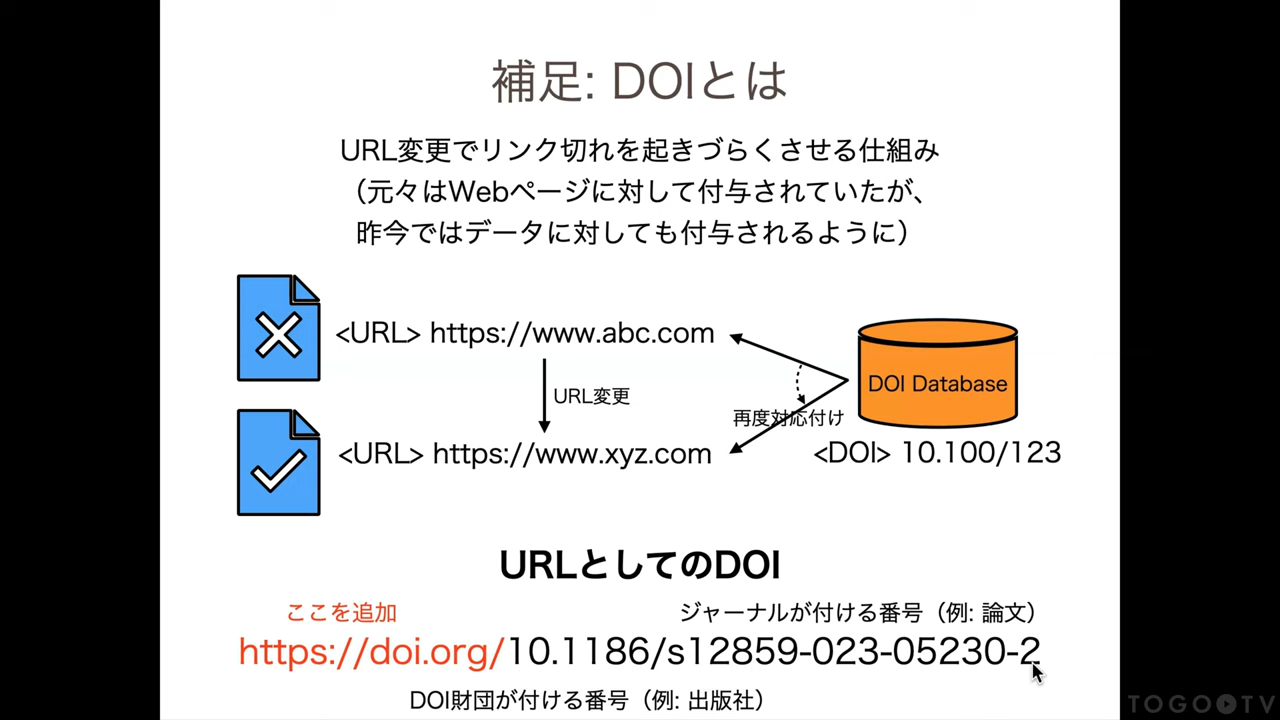 補足: DOIとは
URL変更でリンク切れを起きづらくさせる仕組み
（元々はWebページに対して付与されていたが、
昨今ではデータに対しても付与されるように）
<URL> https://www.abc.com
URL変更
<URL> https://www.xyz.com
再度対応付け
DOI Database
<DOI> 10.100/123
URLとしてのDOI
ここを追加
ジャーナルが付ける番号（例: 論文）
https://doi.org/10.1186/s12859-023-05230-2
DOI財団が付ける番号（例: 出版社）
TOGO TV